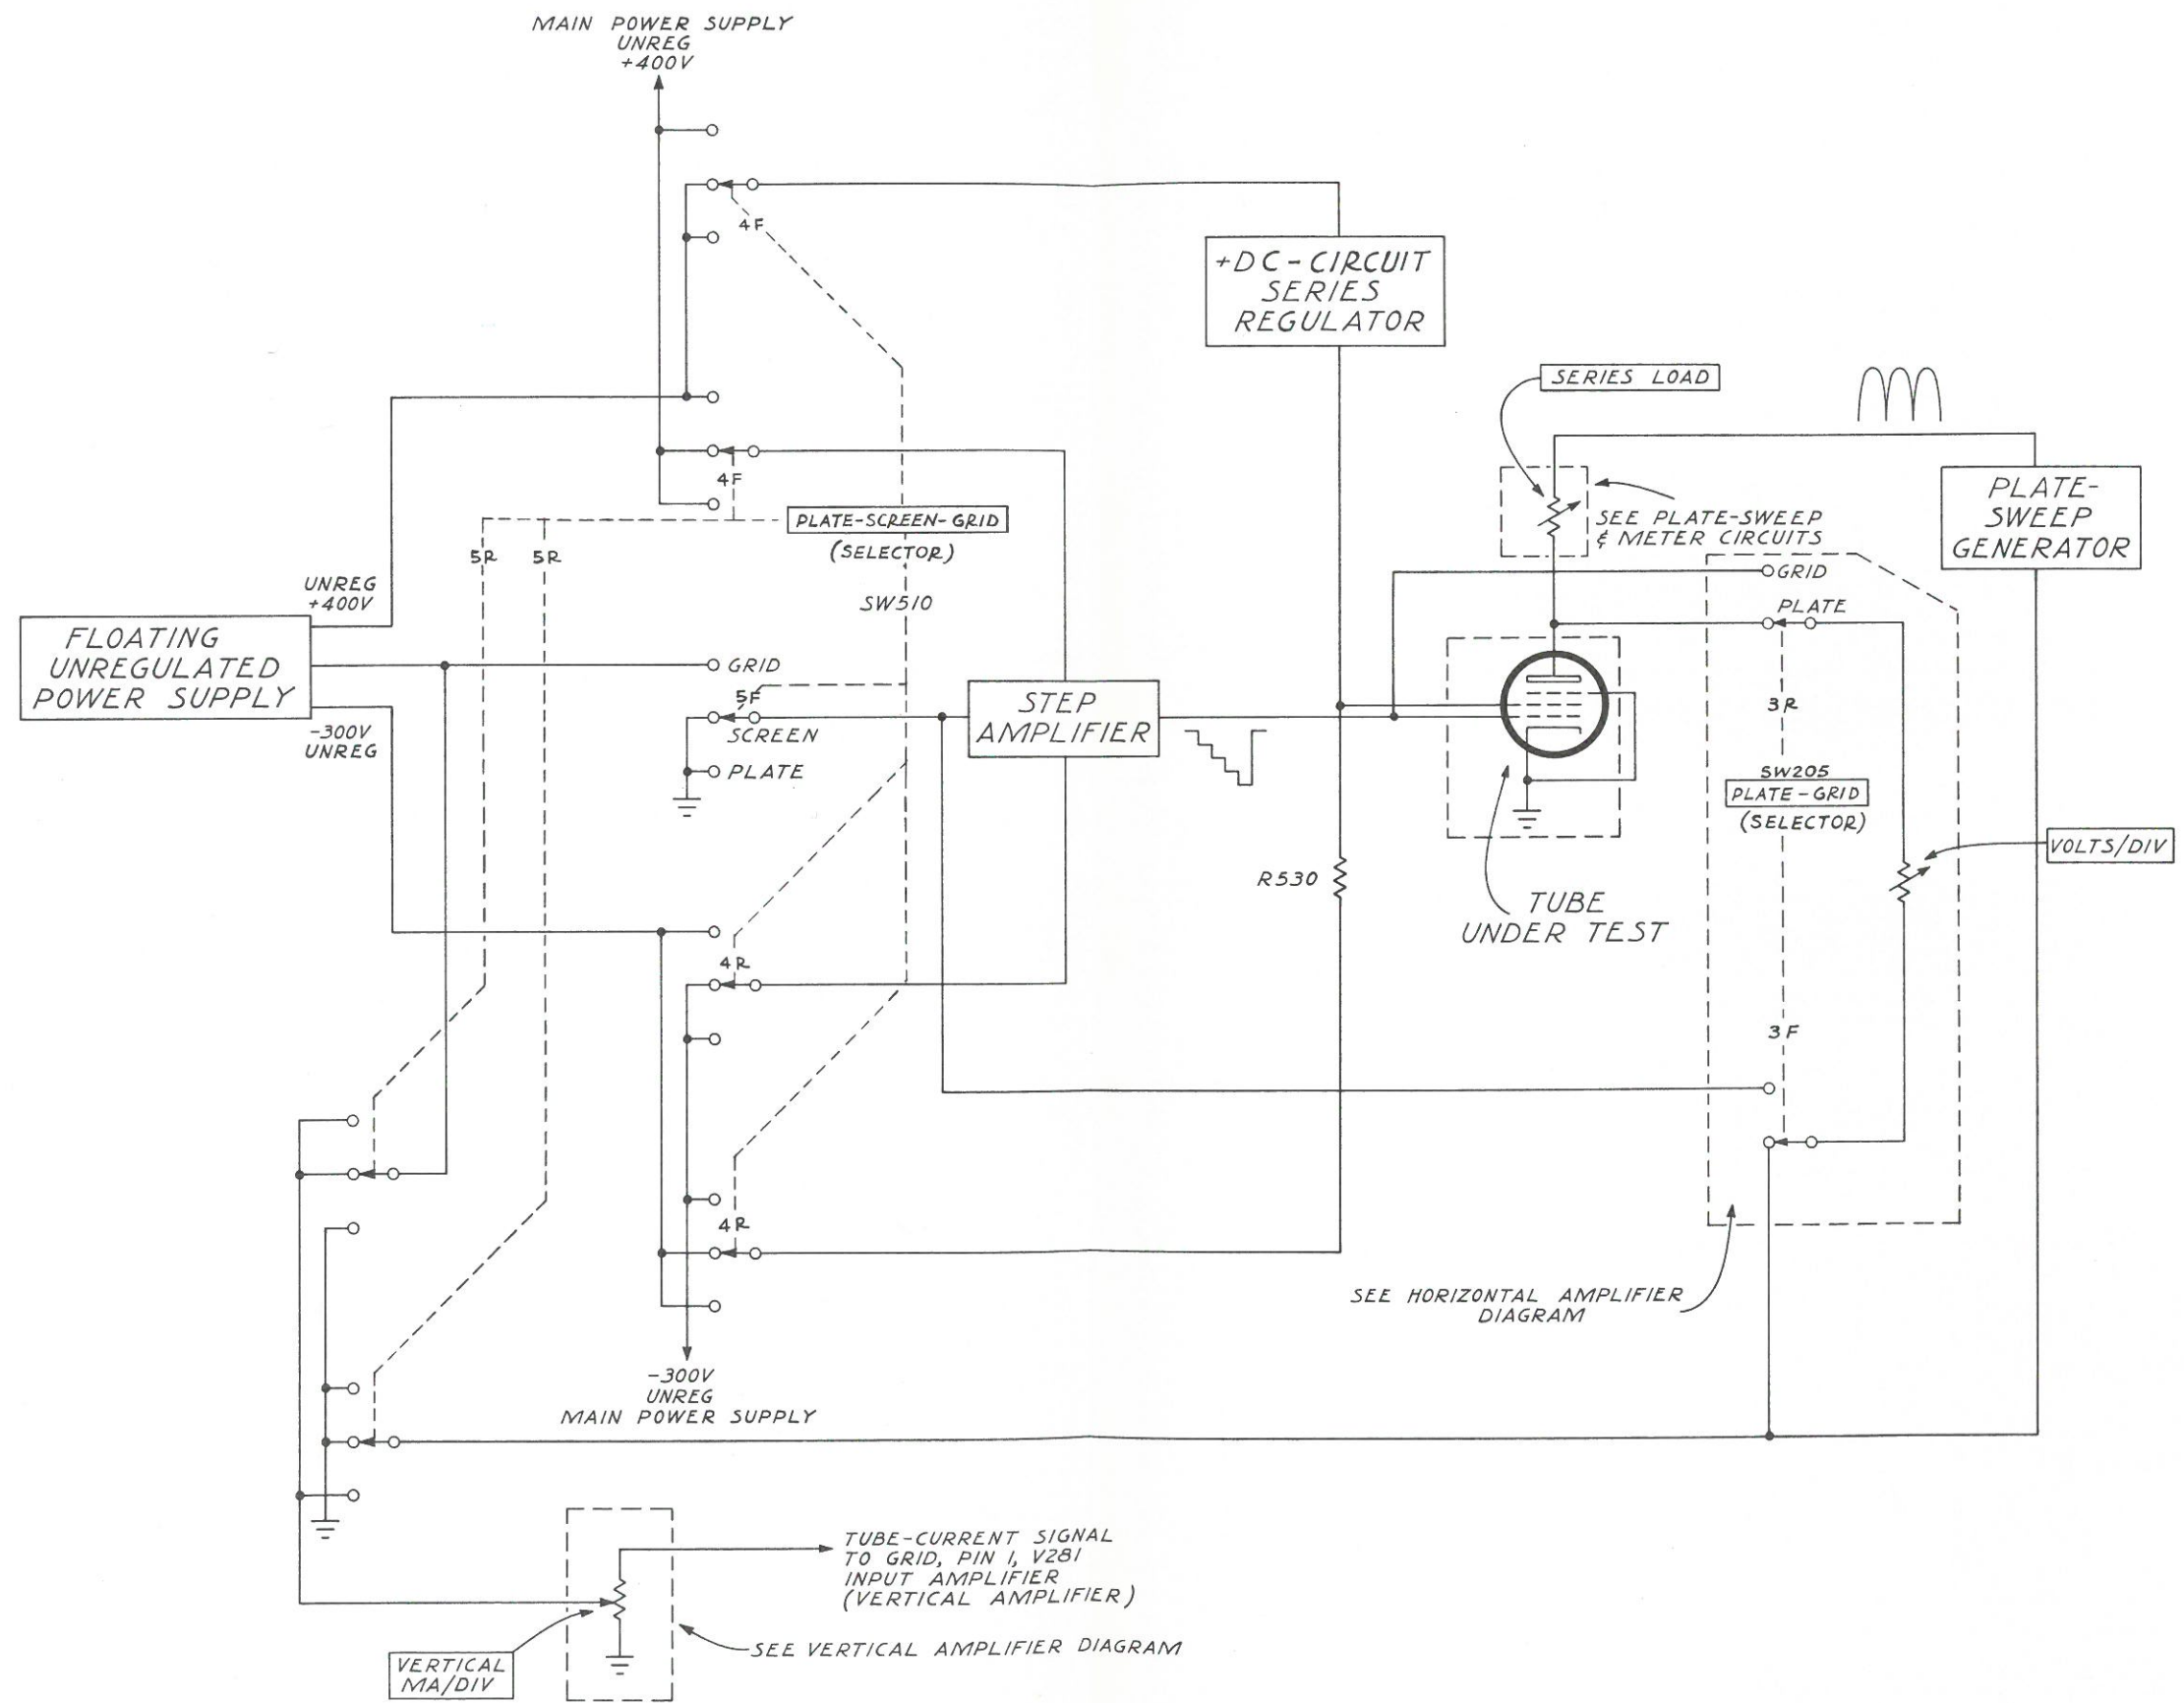 MAIN POWER SUPPLY
UNREG
+400V
4F
+DC-CIRCUIT
SERIES
REGULATOR
SERIES LOAD
4F
PLATE-SCREEN-GRID
(SELECTOR)
SW510
5R
5R
SEE PLATE-SWEEP
& METER CIRCUITS
PLATE-
SWEEP
GENERATOR
UNREG
+400V
FLOATING
UNREGULATED
POWER SUPPLY
-300V
UNREG
GRID
5F
SCREEN
PLATE
STEP
AMPLIFIER
GRID
PLATE
3R
SW205
PLATE-GRID
(SELECTOR)
VOLTS/DIV
R530
TUBE
UNDER TEST
4R
3F
4R
SEE HORIZONTAL AMPLIFIER
DIAGRAM
-300V
UNREG
MAIN POWER SUPPLY
TUBE-CURRENT SIGNAL
TO GRID, PIN 1, V281
INPUT AMPLIFIER
(VERTICAL AMPLIFIER)
SEE VERTICAL AMPLIFIER DIAGRAM
VERTICAL
MA/DIV